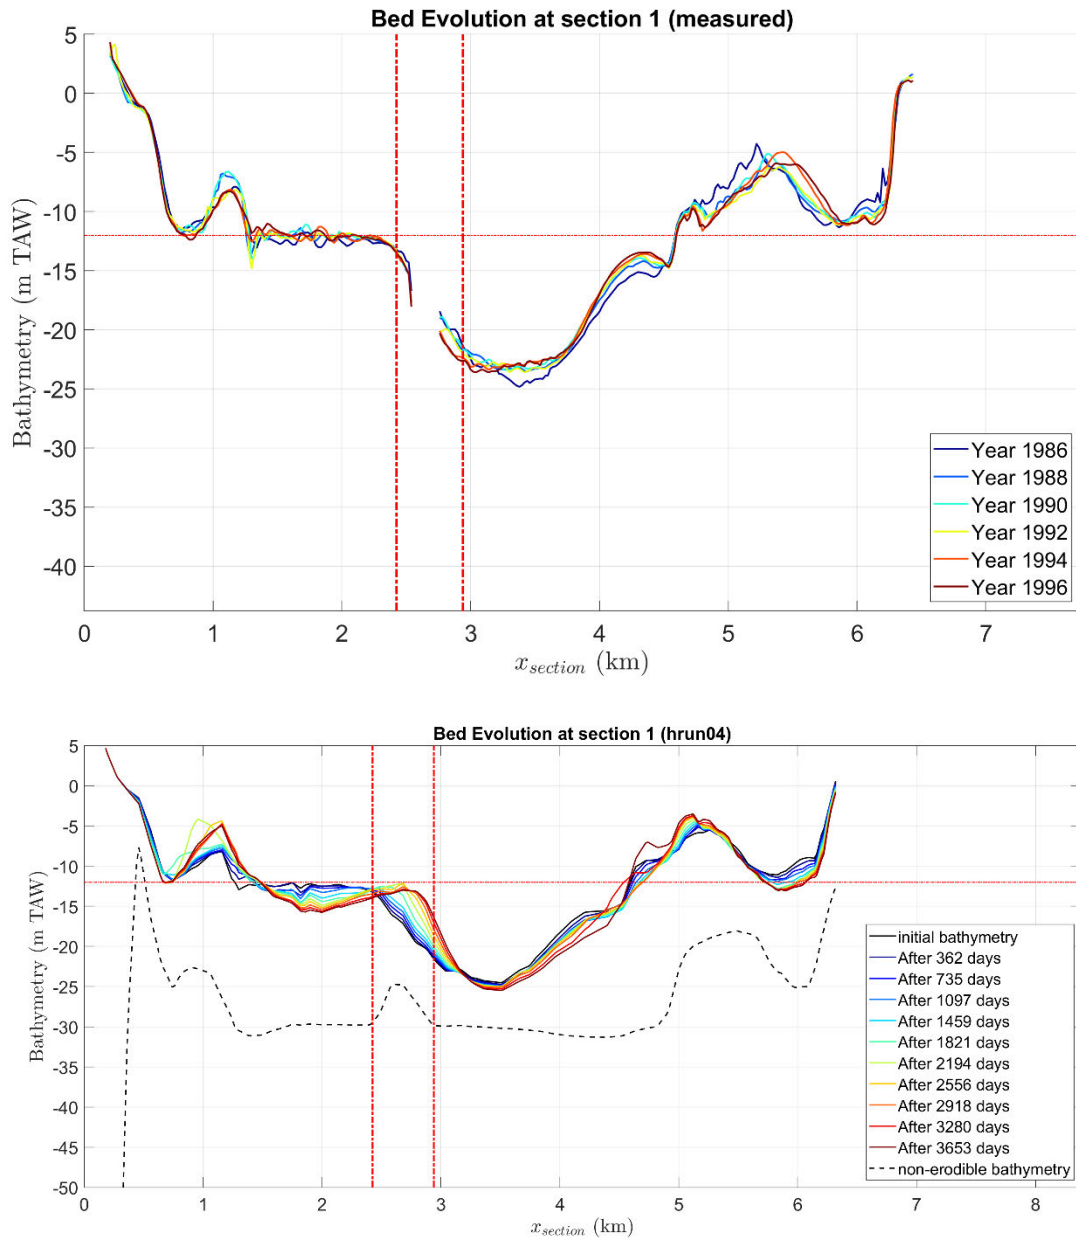 Bed Evolution at section 1 (measured)
5
0
-5
-10
-15
-20
-25
-30
-35
-40
Bathymetry (m TAW)
Year 1986
Year 1988
Year 1990
Year 1992
Year 1994
Year 1996
0 1 2 3 4 5 6 7
x_section (km)
Bed Evolution at section 1 (hrun04)
5
0
-5
-10
-15
-20
-25
-30
-35
-40
-45
-50
Bathymetry (m TAW)
initial bathymetry
After 362 days
After 735 days
After 1097 days
After 1459 days
After 1821 days
After 2194 days
After 2556 days
After 2918 days
After 3280 days
After 3653 days
non-erodible bathymetry
0 1 2 3 4 5 6 7 8
x_section (km)